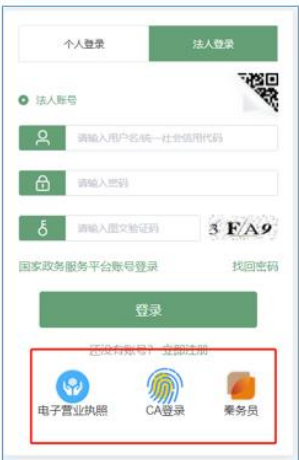 个人登录
法人登录
法人账号
请输入用户名/统一社会信用代码
请输入密码
请输入图文验证码
3 F/A9
国家政务服务平台账号登录
找回密码
登录
还没有账号? 立即注册
电子营业执照
CA登录
秦务员